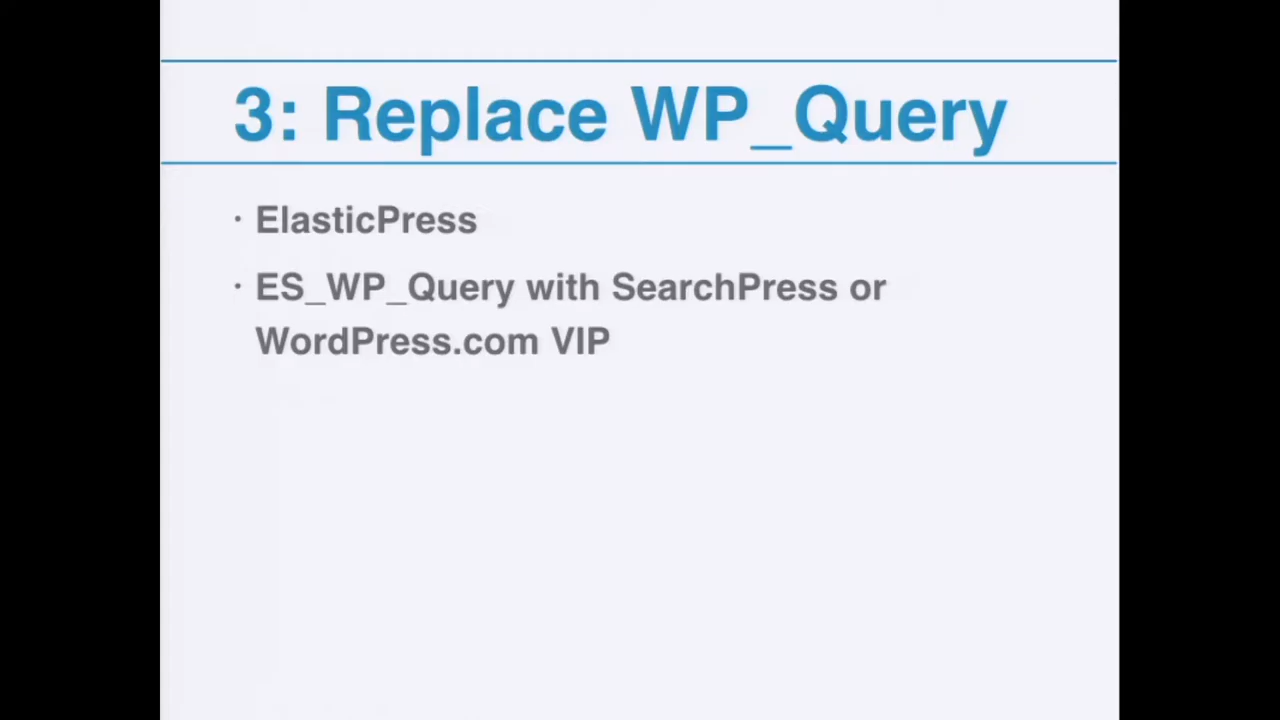 3: Replace WP_Query
· ElasticPress
· ES_WP_Query with SearchPress or
WordPress.com VIP